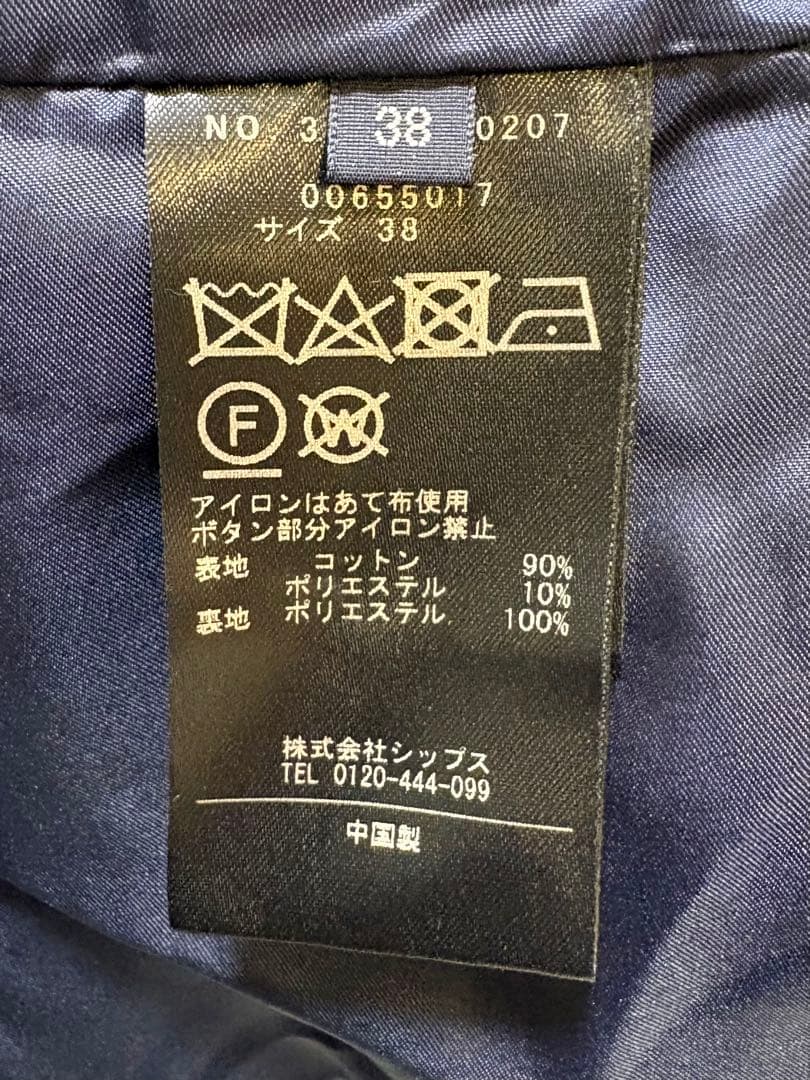 NO 3 38 0207
00655017
サイズ 38
F
W
アイロンはあて布使用
ボタン部分アイロン禁止
表地 コットン 90%
ポリエステル 10%
裏地 ポリエステル 100%
株式会社シップス
TEL 0120-444-099
中国製